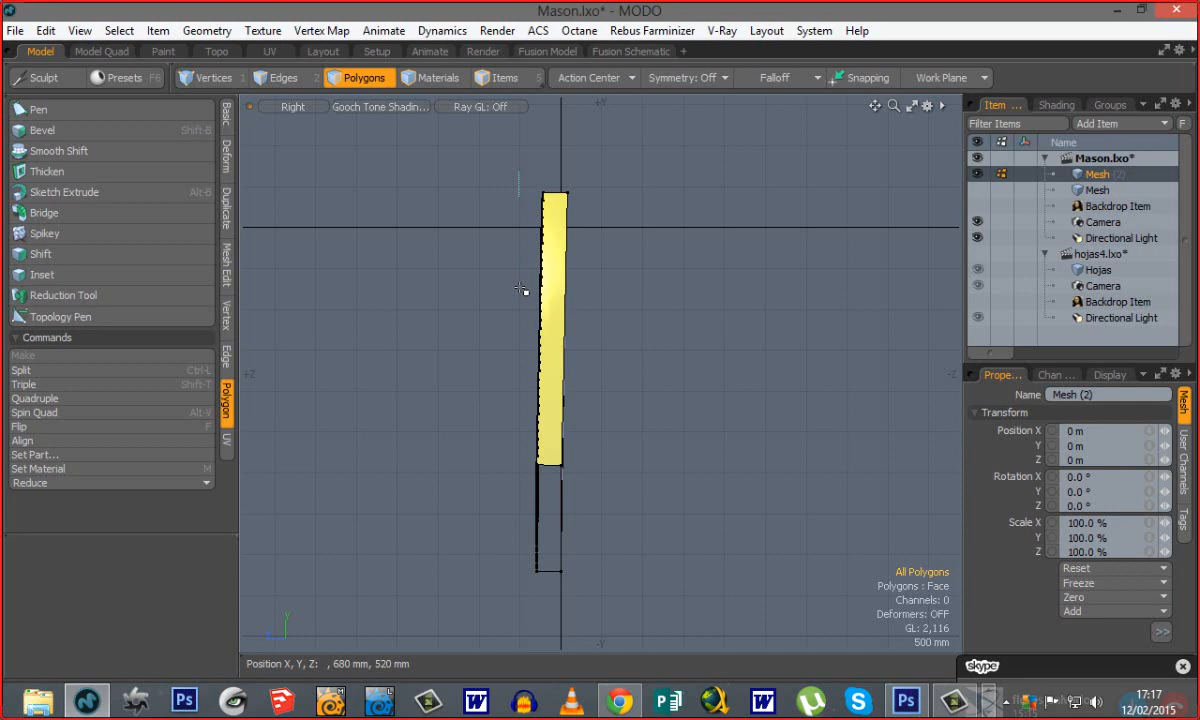 Mason.lxo* - MODO
File Edit View Select Item Geometry Texture Vertex Map Animate Dynamics Render ACS Octane Rebus Farminizer V-Ray Layout System Help
Model Model Quad Paint Topo UV Layout Setup Animate Render Fusion Model Fusion Schematic +
Sculpt Presets F6 Vertices 1 Edges 2 Polygons Materials Items 5 Action Center Symmetry: Off Falloff Snapping Work Plane
Pen
Bevel Shift-B
Smooth Shift
Thicken
Sketch Extrude Alt-B
Bridge
Spikey
Shift
Inset
Reduction Tool
Topology Pen
Commands
Make
Split Ctrl-L
Triple Shift-T
Quadruple
Spin Quad Alt-V
Flip F
Align
Set Part...
Set Material M
Reduce
Basic
Deform
Duplicate
Mesh Edit
Vertex
Edge
Polygon
UV
Right Gooch Tone Shadin... Ray GL: Off
+Y
+Z
-Z
-Y
Y
All Polygons
Polygons : Face
Channels: 0
Deformers: OFF
GL: 2,116
500 mm
Position X, Y, Z: , 680 mm, 520 mm
Item ... Shading Groups
Filter Items Add Item F
Name
Mason.lxo*
Mesh (2)
Mesh
Backdrop Item
Camera
Directional Light
hojas4.lxo*
Hojas
Camera
Backdrop Item
Directional Light
Prope... Chan ... Display
Name Mesh (2)
Transform
Position X 0 m
Y 0 m
Z 0 m
Rotation X 0.0 °
Y 0.0 °
Z 0.0 °
Scale X 100.0 %
Y 100.0 %
Z 100.0 %
Reset
Freeze
Zero
Add
>>
Mesh
User Channels
Tags
skype
17:17
12/02/2015